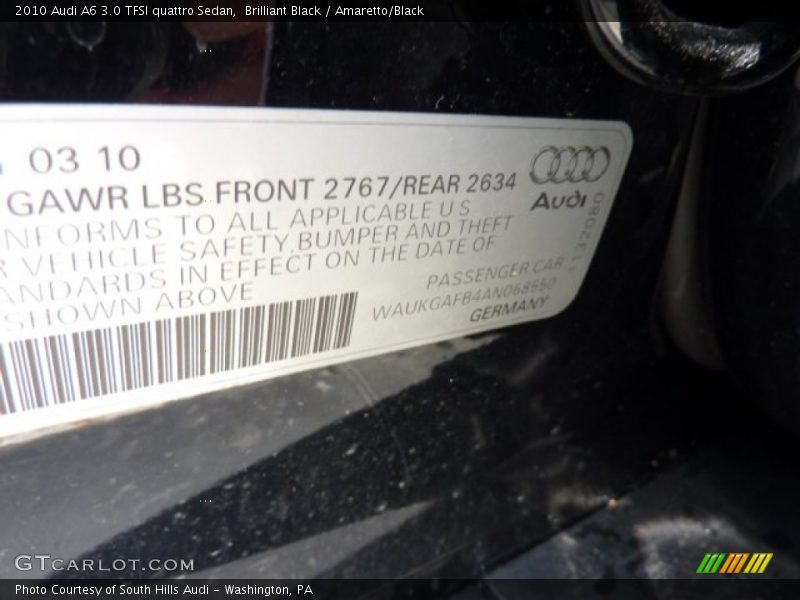 2010 Audi A6 3.0 TFSI quattro Sedan, Brilliant Black / Amaretto/Black
03 10
GAWR LBS FRONT 2767/REAR 2634
NFORMS TO ALL APPLICABLE U S
R VEHICLE SAFETY, BUMPER AND THEFT
ANDARDS IN EFFECT ON THE DATE OF
SHOWN ABOVE
Audi
1132080
PASSENGER CAR
WAUKGAFB4AN068550
GERMANY
GTCARLOT.COM
Photo Courtesy of South Hills Audi - Washington, PA